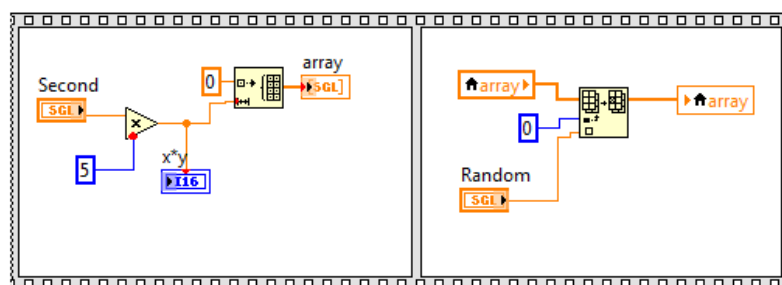 Second
SGL
5
×
x*y
I16
0
array
SGL]
array
0
Random
SGL
array